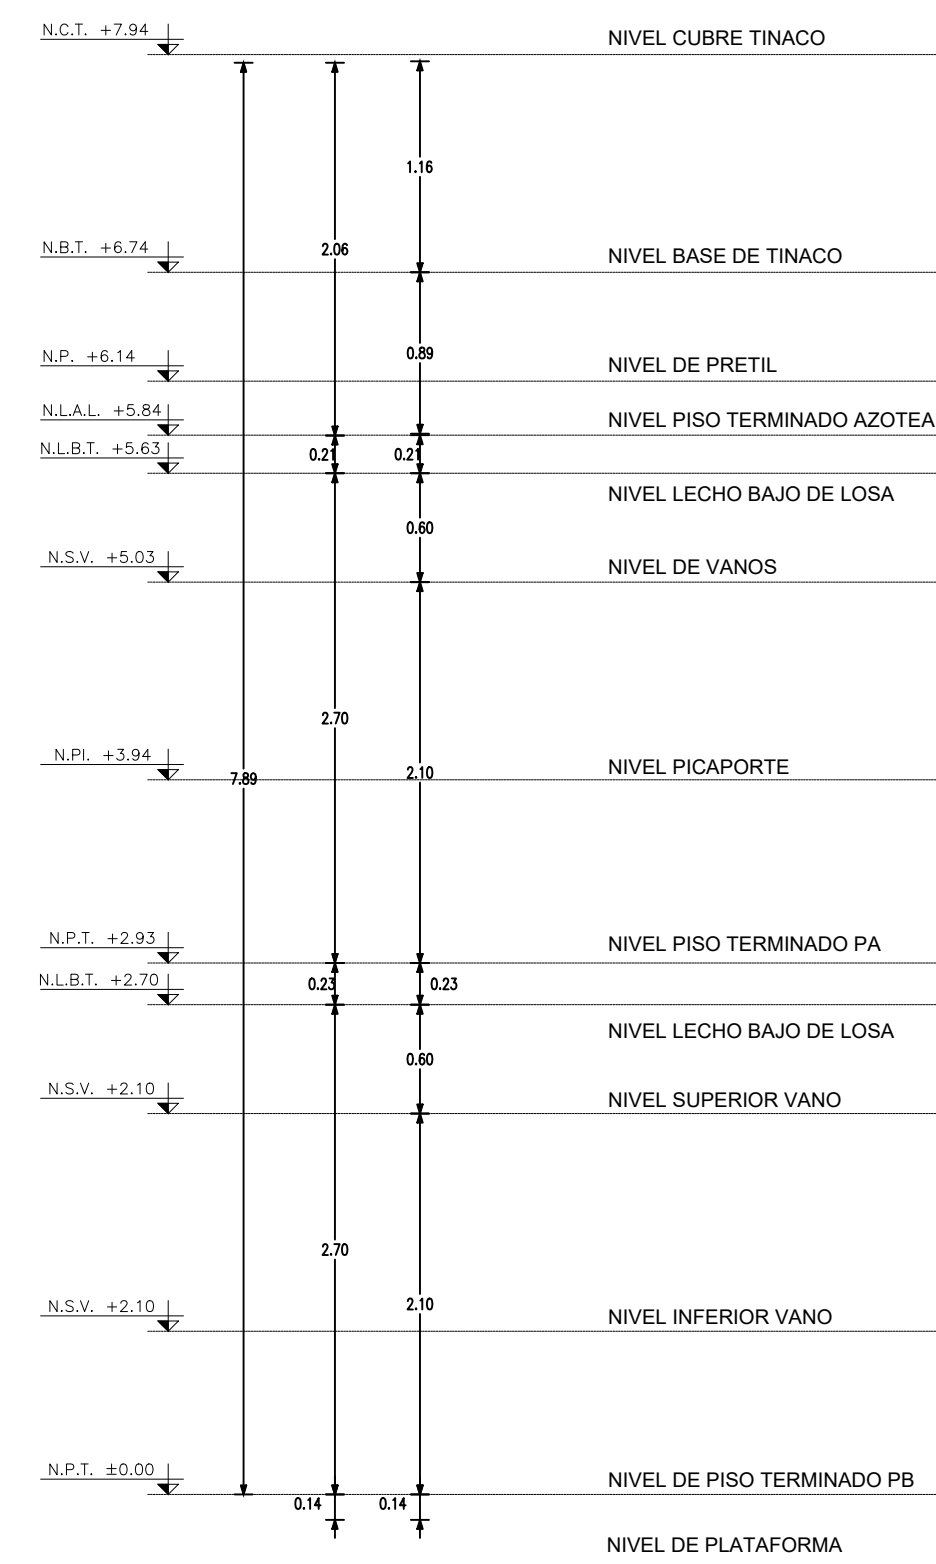 N.C.T. +7.94
NIVEL CUBRE TINACO
1.16
N.B.T. +6.74
2.06
NIVEL BASE DE TINACO
N.P. +6.14
0.89
NIVEL DE PRETIL
N.L.A.L. +5.84
NIVEL PISO TERMINADO AZOTEA
N.L.B.T. +5.63
0.21
0.21
NIVEL LECHO BAJO DE LOSA
0.60
N.S.V. +5.03
NIVEL DE VANOS
2.70
N.PI. +3.94
7.89
2.10
NIVEL PICAPORTE
N.P.T. +2.93
NIVEL PISO TERMINADO PA
N.L.B.T. +2.70
0.23
0.23
NIVEL LECHO BAJO DE LOSA
0.60
N.S.V. +2.10
NIVEL SUPERIOR VANO
2.70
N.S.V. +2.10
2.10
NIVEL INFERIOR VANO
N.P.T. ±0.00
NIVEL DE PISO TERMINADO PB
0.14
0.14
NIVEL DE PLATAFORMA